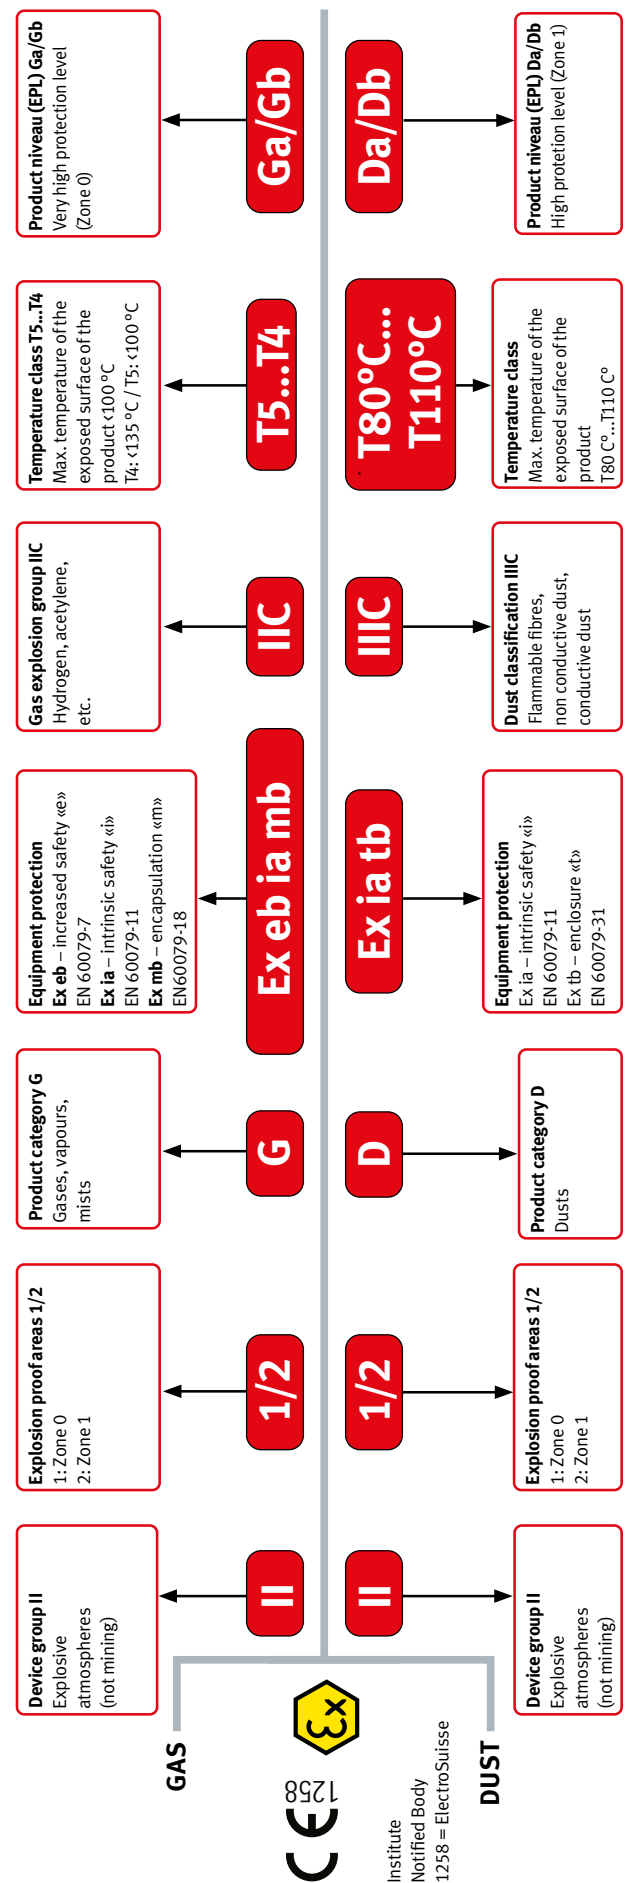 GAS
Device group II
Explosive
atmospheres
(not mining)
Explosion proof areas 1/2
1: Zone 0
2: Zone 1
Product category G
Gases, vapours,
mists
Equipment protection
Ex eb – increased safety «e»
EN 60079-7
Ex ia – intrinsic safety «i»
EN 60079-11
Ex mb – encapsulation «m»
EN60079-18
Gas explosion group IIC
Hydrogen, acetylene,
etc.
Temperature class T5...T4
Max. temperature of the
exposed surface of the
product <100 °C
T4: <135 °C / T5: <100 °C
Product niveau (EPL) Ga/Gb
Very high protection level
(Zone 0)
II
1/2
G
Ex eb ia mb
IIC
T5...T4
Ga/Gb
CE
1258
Ex
Institute
Notified Body
1258 = ElectroSuisse
II
1/2
D
Ex ia tb
IIIC
T80°C...
T110°C
Da/Db
DUST
Device group II
Explosive
atmospheres
(not mining)
Explosion proof areas 1/2
1: Zone 0
2: Zone 1
Product category D
Dusts
Equipment protection
Ex ia – intrinsic safety «i»
EN 60079-11
Ex tb – enclosure «t»
EN 60079-31
Dust classification IIIC
Flammable fibres,
non conductive dust,
conductive dust
Temperature class
Max. temperature of the
exposed surface of the
product
T80 C°...T110 C°
Product niveau (EPL) Da/Db
High protetion level (Zone 1)